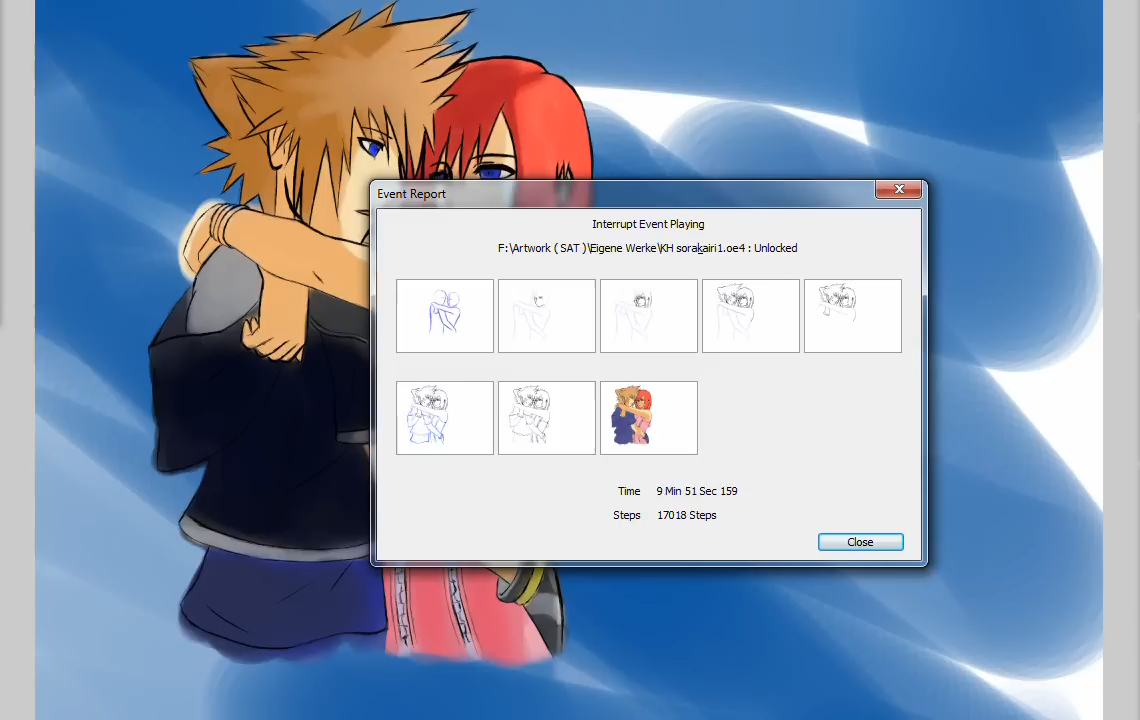 Event Report
Interrupt Event Playing
F:\Artwork ( SAT )\Eigene Werke\KH sorakairi1.oe4 : Unlocked
Time 9 Min 51 Sec 159
Steps 17018 Steps
Close